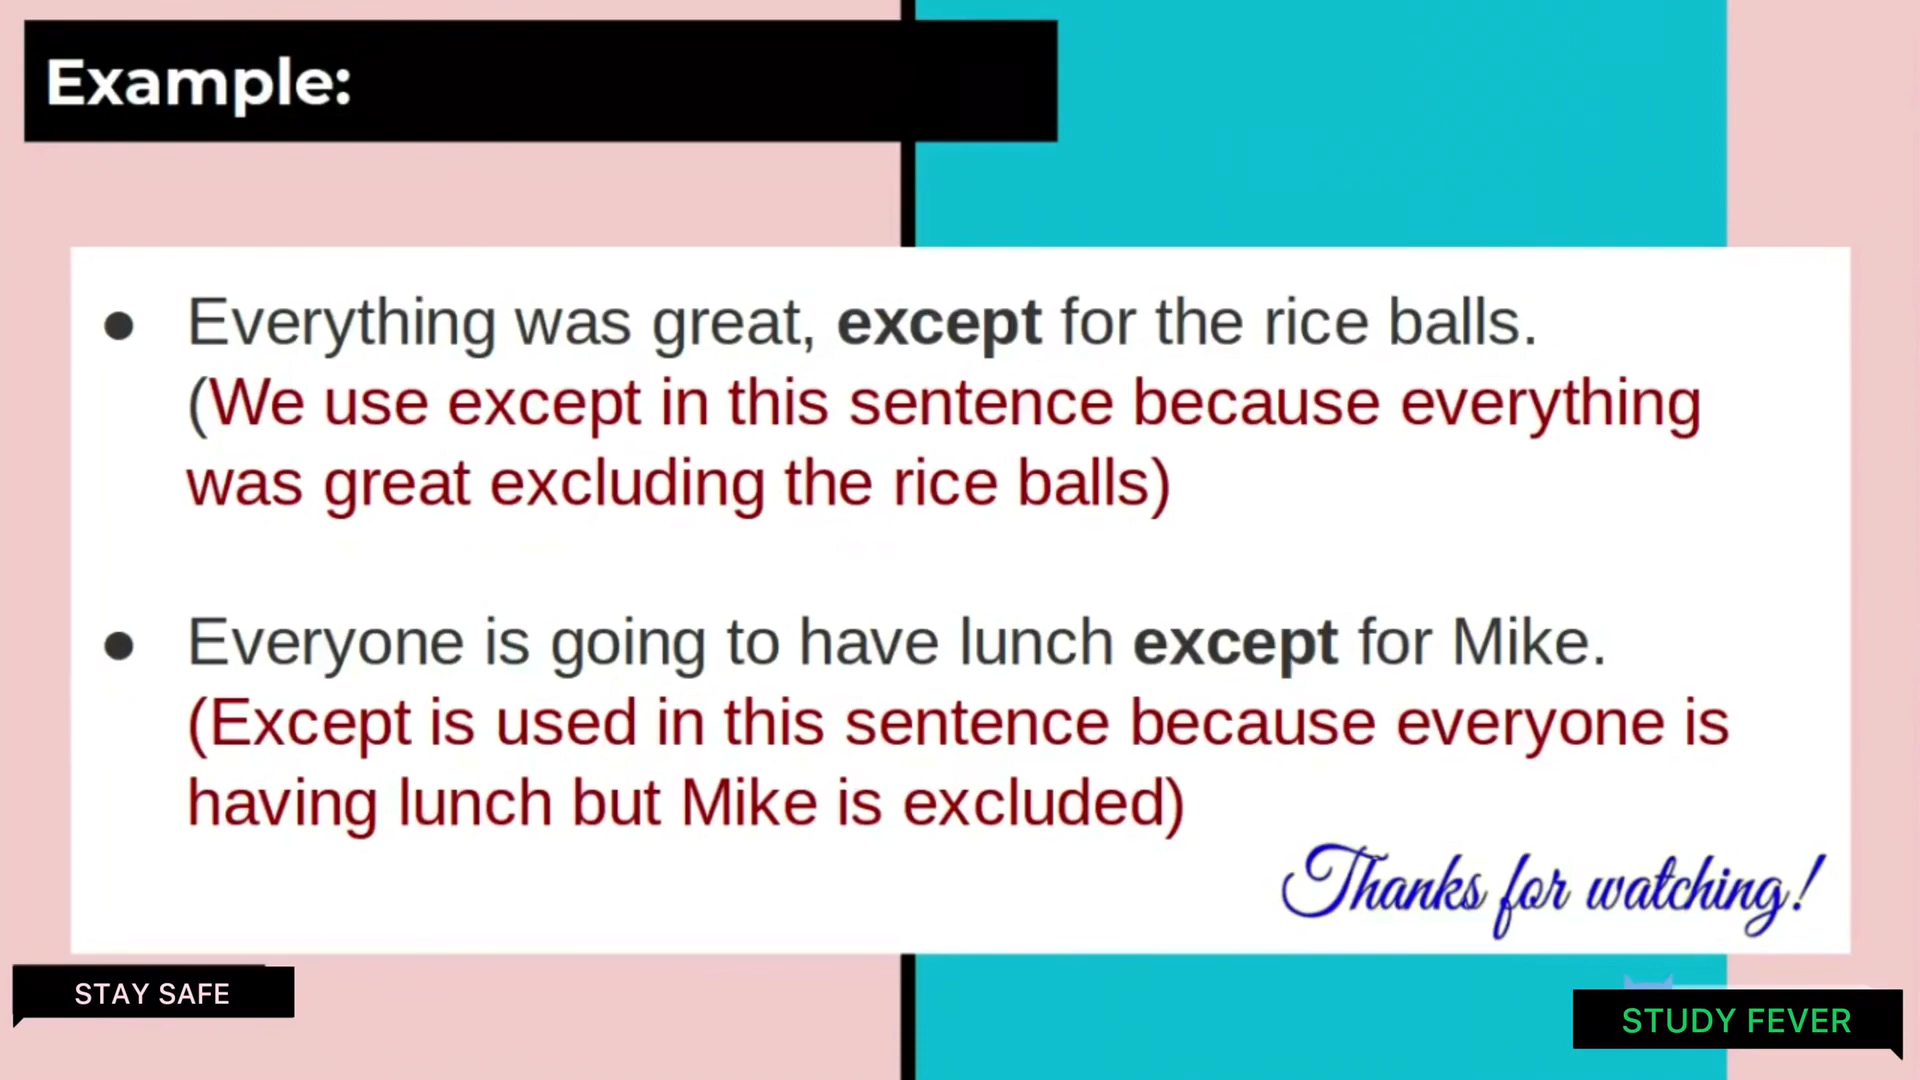 Example:
● Everything was great, except for the rice balls.
(We use except in this sentence because everything
was great excluding the rice balls)
● Everyone is going to have lunch except for Mike.
(Except is used in this sentence because everyone is
having lunch but Mike is excluded)
Thanks for watching!
STAY SAFE
STUDY FEVER